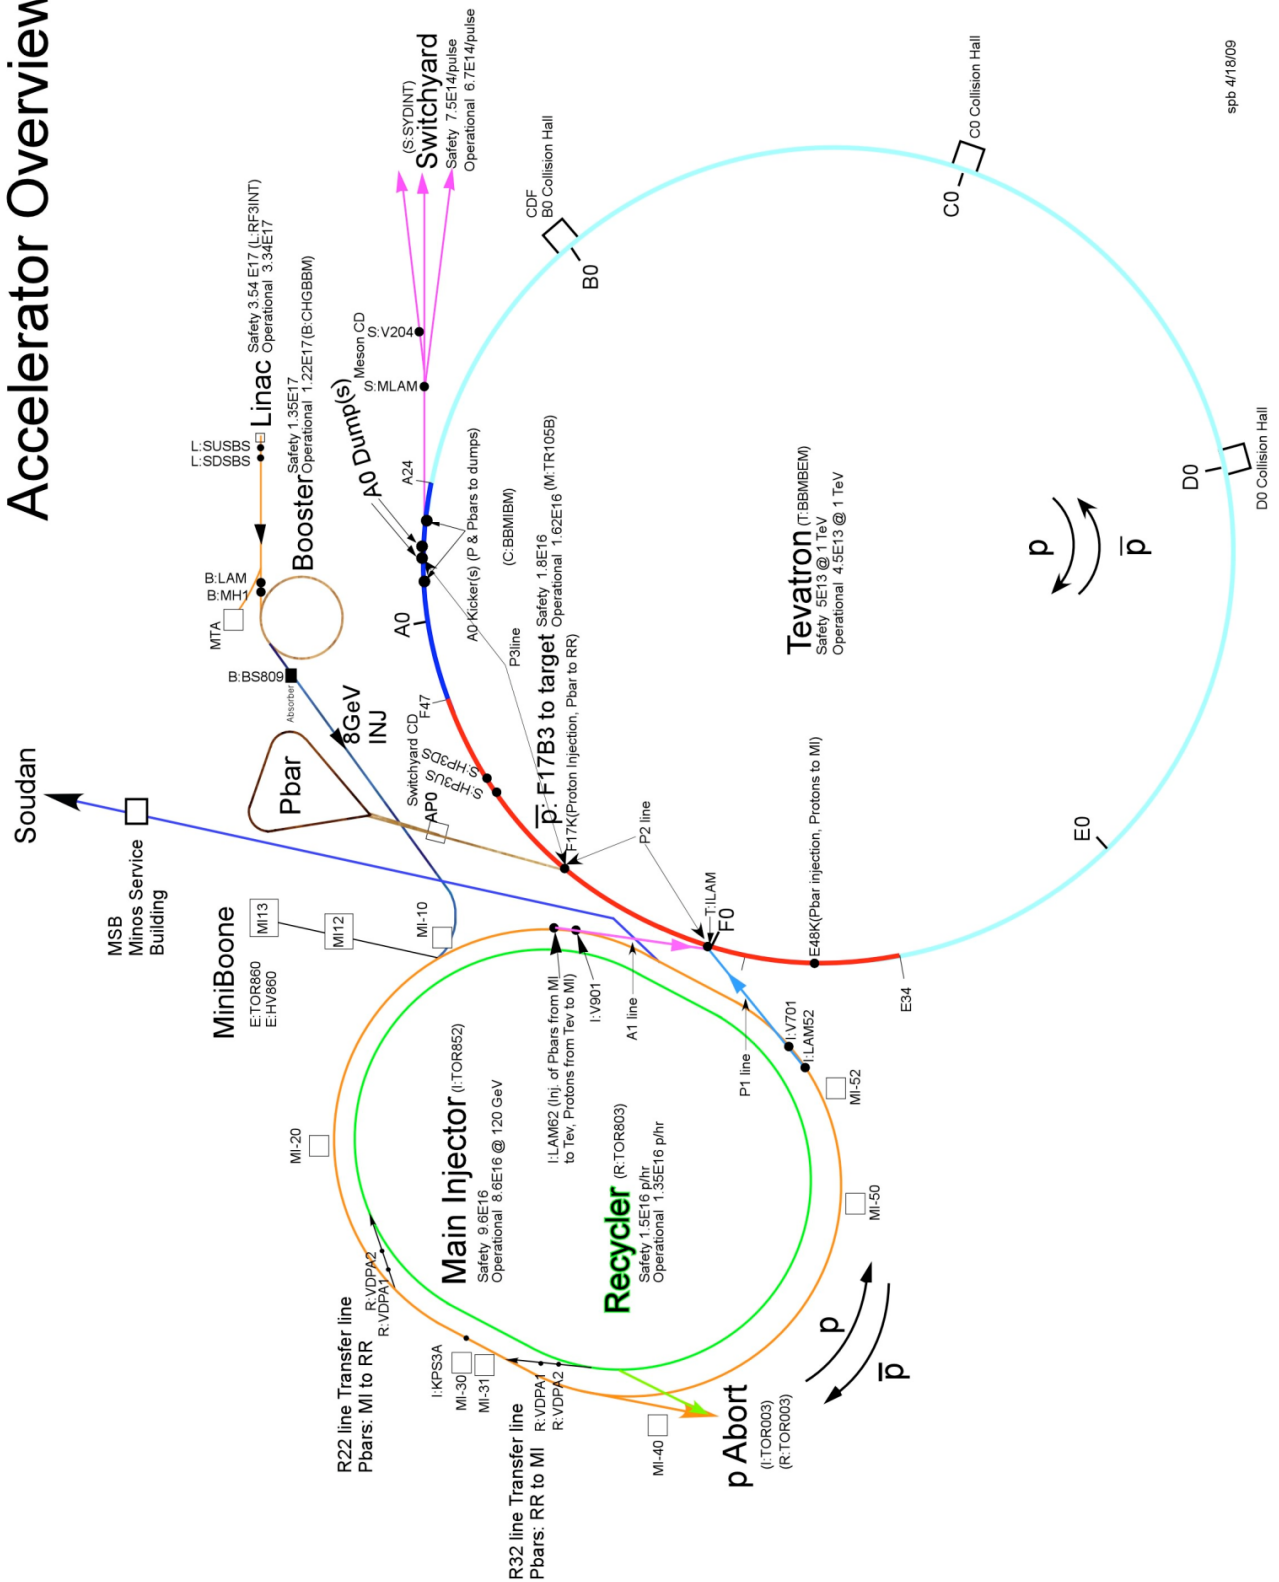 Accelerator Overview
Soudan
MSB
Minos Service
Building
MiniBoone
E:TOR860
E:HV860
MI13
MI12
MI-10
MTA
L:SUSBS
L:SDSBS
Linac Safety 3.54 E17 (L:RF3INT)
Operational 3.34E17
B:LAM
B:MH1
Booster Safety 1.35E17
Operational 1.22E17(B:CHGBBM)
B:BS809
Absorber
8GeV
INJ
Pbar
AP0
Switchyard CD
S:HP3US
S:HP3DS
F47
A0
A0 Dump(s)
A24
Meson CD
S:MLAM
S:V204
(S:SYDINT)
Switchyard
Safety 7.5E14/pulse
Operational 6.7E14/pulse
A0 Kicker(s) (P & Pbars to dumps)
(C:BBMIBM)
P3line
p̅: F17B3 to target Safety 1.8E16
Operational 1.62E16 (M:TR105B)
F17K(Proton Injection, Pbar to RR)
P2 line
T:ILAM
F0
E48K(Pbar injection, Protons to MI)
E34
E0
Tevatron (T:BBMBEM)
Safety 5E13 @ 1 TeV
Operational 4.5E13 @ 1 TeV
p
p̅
CDF
B0 Collision Hall
B0
C0
C0 Collision Hall
D0
D0 Collision Hall
spb 4/18/09
MI-20
R22 line Transfer line
Pbars: MI to RR
R:VDPA2
R:VDPA1
I:KPS3A
MI-30
MI-31
R32 line Transfer line
Pbars: RR to MI
R:VDPA1
R:VDPA2
MI-40
p Abort
(I:TOR003)
(R:TOR003)
Main Injector (I:TOR852)
Safety 9.6E16
Operational 8.6E16 @ 120 GeV
I:LAM62 (Inj. of Pbars from MI
to Tev, Protons from Tev to MI)
I:V901
A1 line
Recycler (R:TOR803)
Safety 1.5E16 p/hr
Operational 1.35E16 p/hr
P1 line
I:V701
I:LAM52
MI-52
MI-50
p
p̅